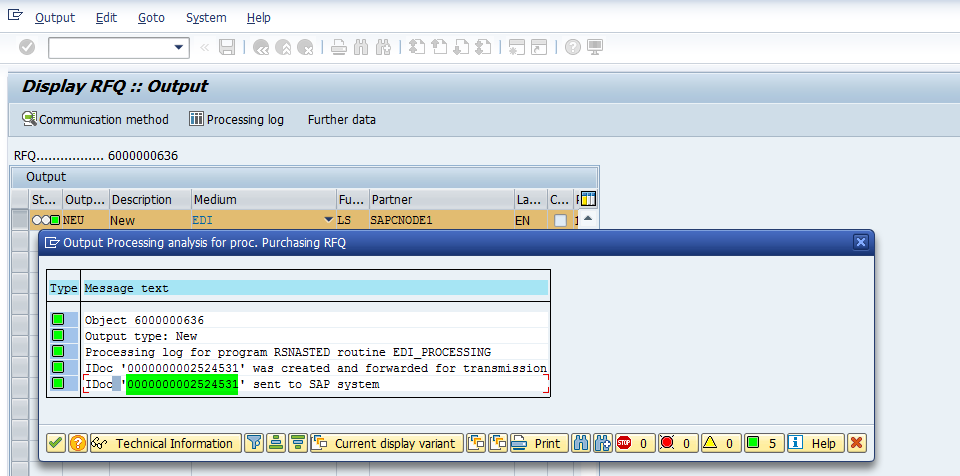 Output Edit Goto System Help
Display RFQ :: Output
Communication method Processing log Further data
RFQ................. 6000000636
Output
St... Outp... Description Medium Fu... Partner La... C...
NEU New EDI LS SAPCNODE1 EN 1
Output Processing analysis for proc. Purchasing RFQ
Type Message text
Object 6000000636
Output type: New
Processing log for program RSNASTED routine EDI_PROCESSING
IDoc '0000000002524531' was created and forwarded for transmission
IDoc '0000000002524531' sent to SAP system
Technical Information Current display variant Print STOP 0 0 0 5 Help